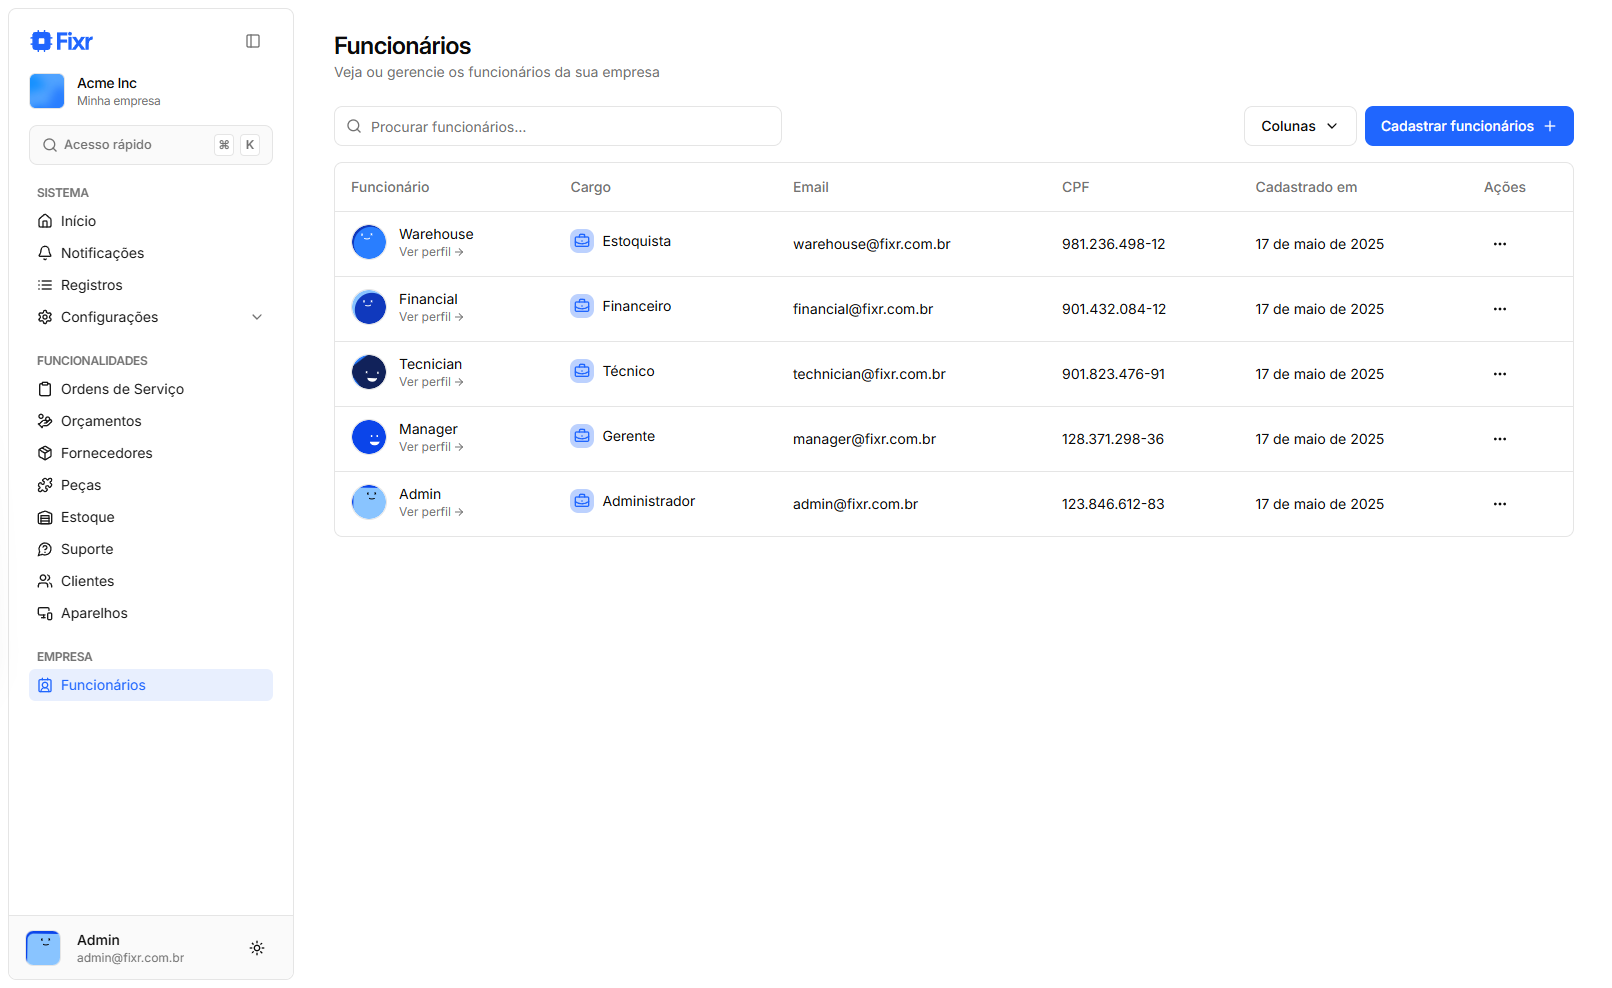 Fixr
Acme Inc
Minha empresa
Acesso rápido ⌘ K
SISTEMA
Início
Notificações
Registros
Configurações
FUNCIONALIDADES
Ordens de Serviço
Orçamentos
Fornecedores
Peças
Estoque
Suporte
Clientes
Aparelhos
EMPRESA
Funcionários
Admin
admin@fixr.com.br
Funcionários
Veja ou gerencie os funcionários da sua empresa
Procurar funcionários...
Colunas
Cadastrar funcionários +
Funcionário Cargo Email CPF Cadastrado em Ações
Warehouse
Ver perfil →
Estoquista warehouse@fixr.com.br 981.236.498-12 17 de maio de 2025 ...
Financial
Ver perfil →
Financeiro financial@fixr.com.br 901.432.084-12 17 de maio de 2025 ...
Tecnician
Ver perfil →
Técnico technician@fixr.com.br 901.823.476-91 17 de maio de 2025 ...
Manager
Ver perfil →
Gerente manager@fixr.com.br 128.371.298-36 17 de maio de 2025 ...
Admin
Ver perfil →
Administrador admin@fixr.com.br 123.846.612-83 17 de maio de 2025 ...